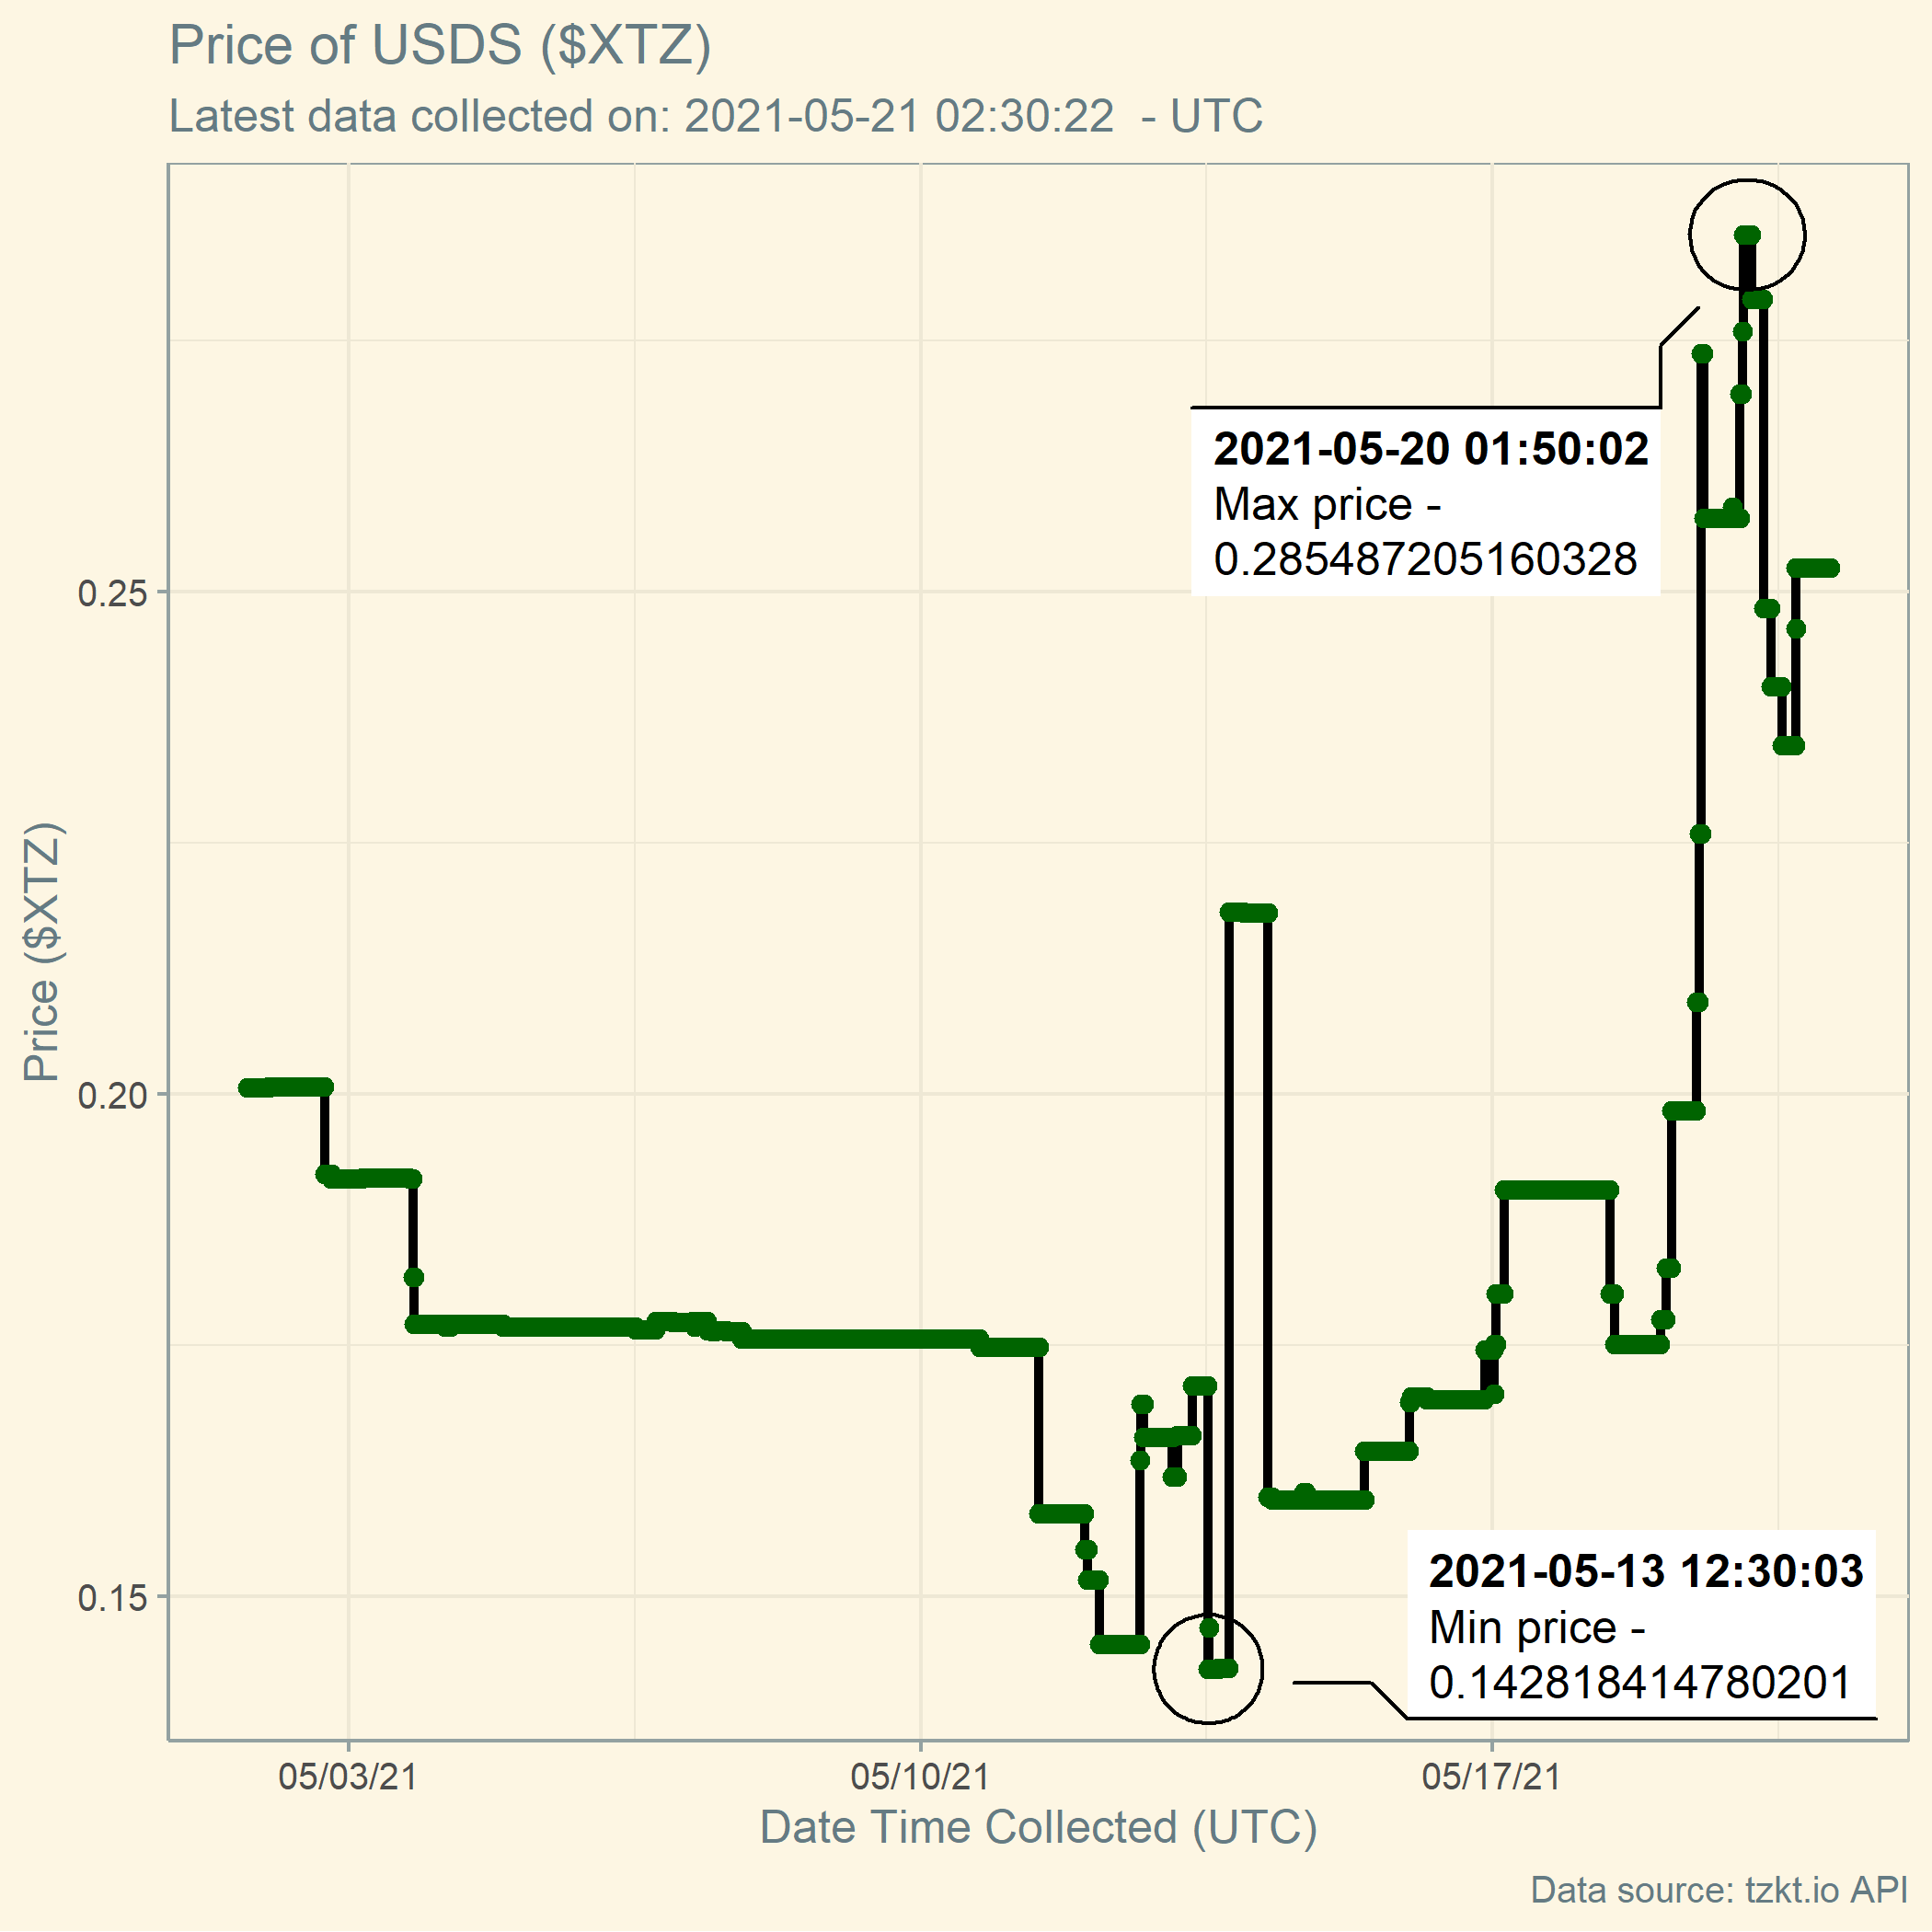 Price of USDS ($XTZ)
Latest data collected on: 2021-05-21 02:30:22  - UTC
2021-05-20 01:50:02
Max price -
0.285487205160328
0.25
Price ($XTZ)
0.20
0.15
2021-05-13 12:30:03
Min price -
0.142818414780201
05/03/21
05/10/21
05/17/21
Date Time Collected (UTC)
Data source: tzkt.io API